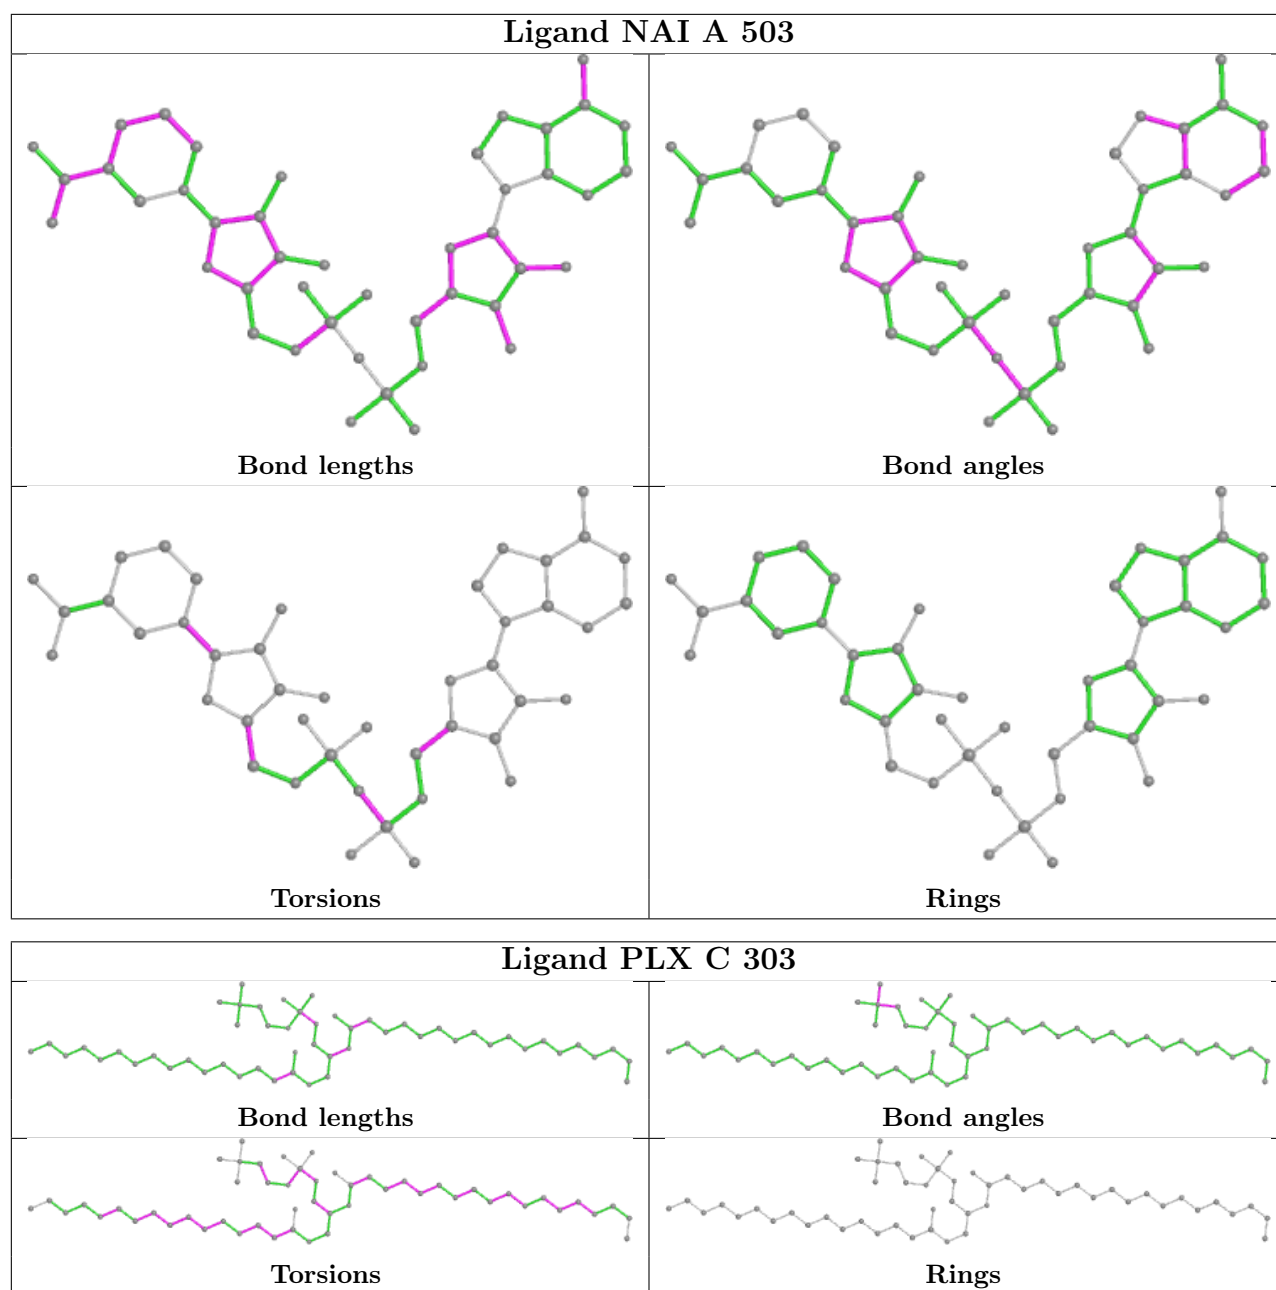 Ligand NAI A 503
Bond lengths
Bond angles
Torsions
Rings
Ligand PLX C 303
Bond lengths
Bond angles
Torsions
Rings